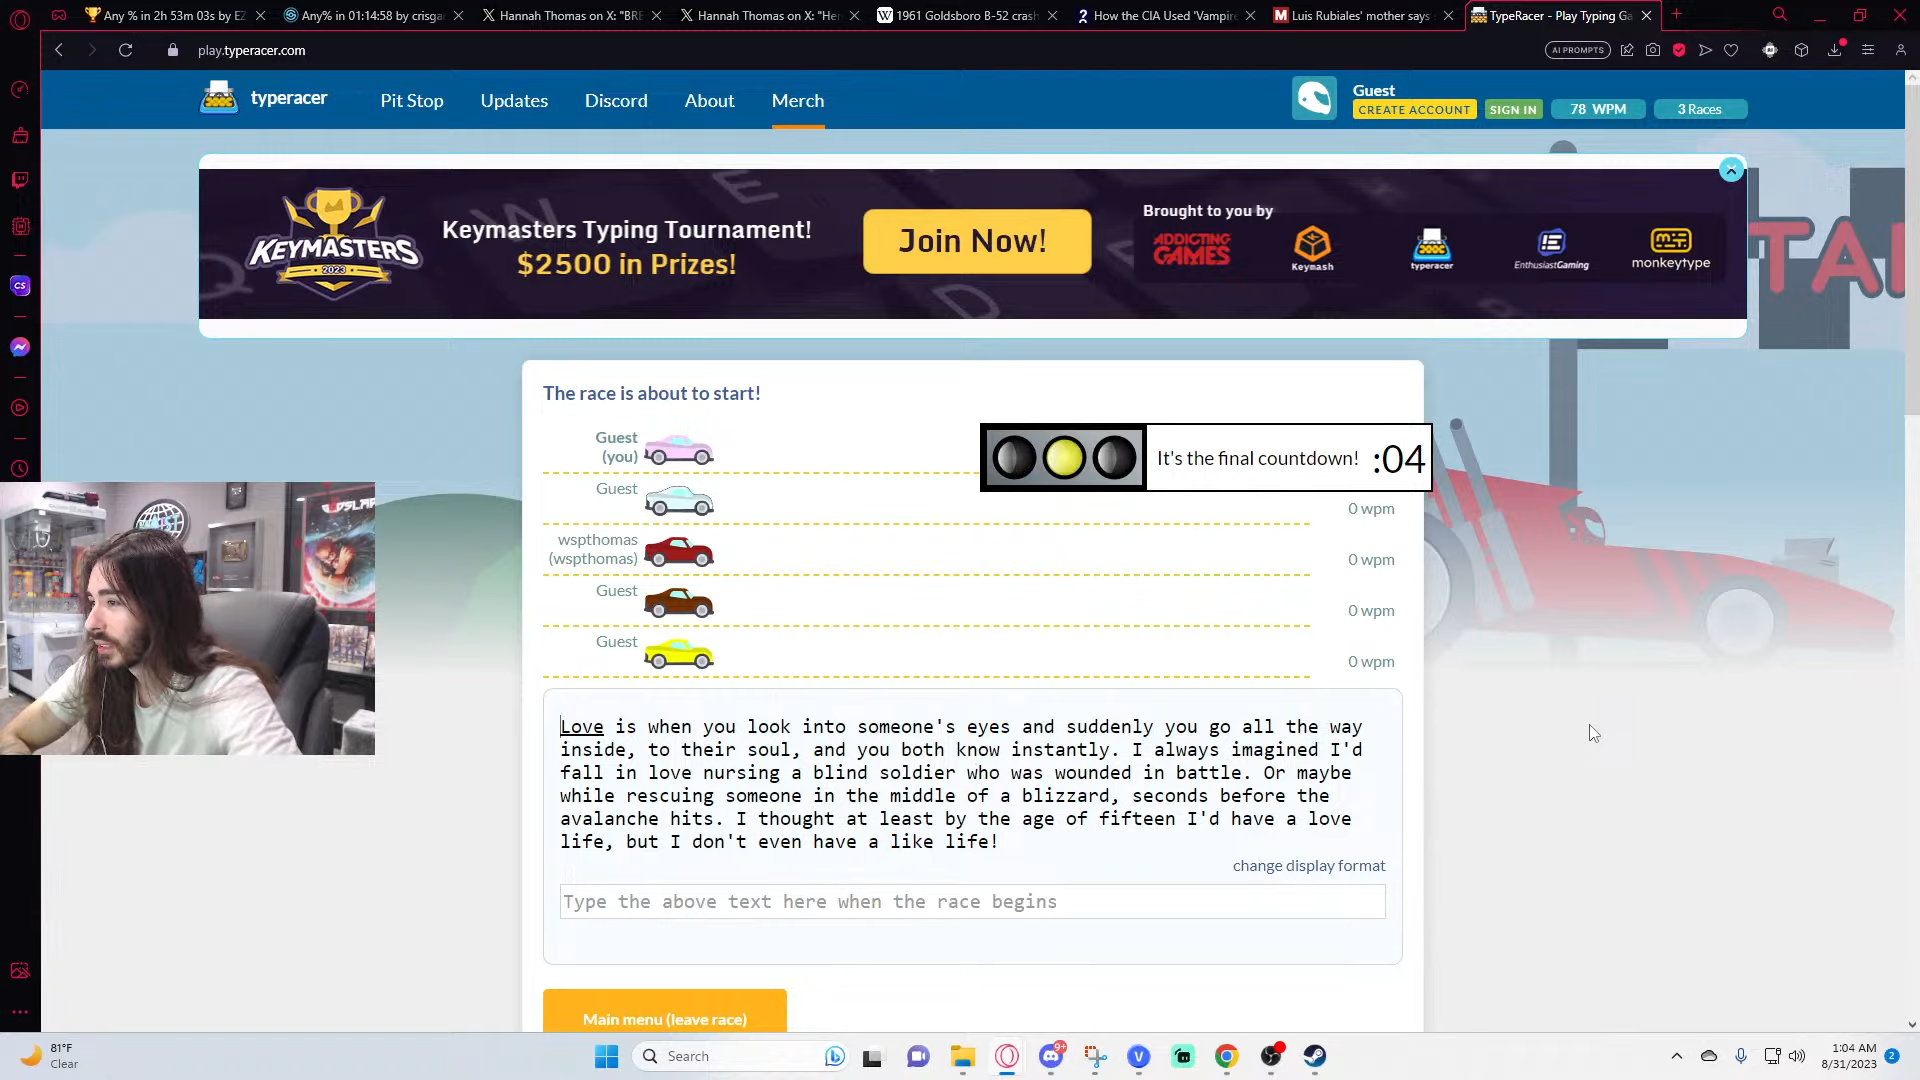 Any % in 2h 53m 03s by EZ
Any% in 01:14:58 by crisgar
Hannah Thomas on X: "BRE
Hannah Thomas on X: "Her
1961 Goldsboro B-52 crash
How the CIA Used 'Vampire
Luis Rubiales' mother says
TypeRacer - Play Typing Ga
play.typeracer.com
AI PROMPTS
typeracer
Pit Stop
Updates
Discord
About
Merch
Guest
CREATE ACCOUNT
SIGN IN
78 WPM
3 Races
KEYMASTERS
2023
Keymasters Typing Tournament!
$2500 in Prizes!
Join Now!
Brought to you by
ADDICTING GAMES
Keymash
typeracer
EnthusiastGaming
monkeytype
The race is about to start!
Guest
(you)
It's the final countdown! :04
Guest
0 wpm
wspthomas
(wspthomas)
0 wpm
Guest
0 wpm
Guest
0 wpm
Love is when you look into someone's eyes and suddenly you go all the way
inside, to their soul, and you both know instantly. I always imagined I'd
fall in love nursing a blind soldier who was wounded in battle. Or maybe
while rescuing someone in the middle of a blizzard, seconds before the
avalanche hits. I thought at least by the age of fifteen I'd have a love
life, but I don't even have a like life!
change display format
Type the above text here when the race begins
Main menu (leave race)
81°F
Clear
Search
9+
1:04 AM
8/31/2023
2